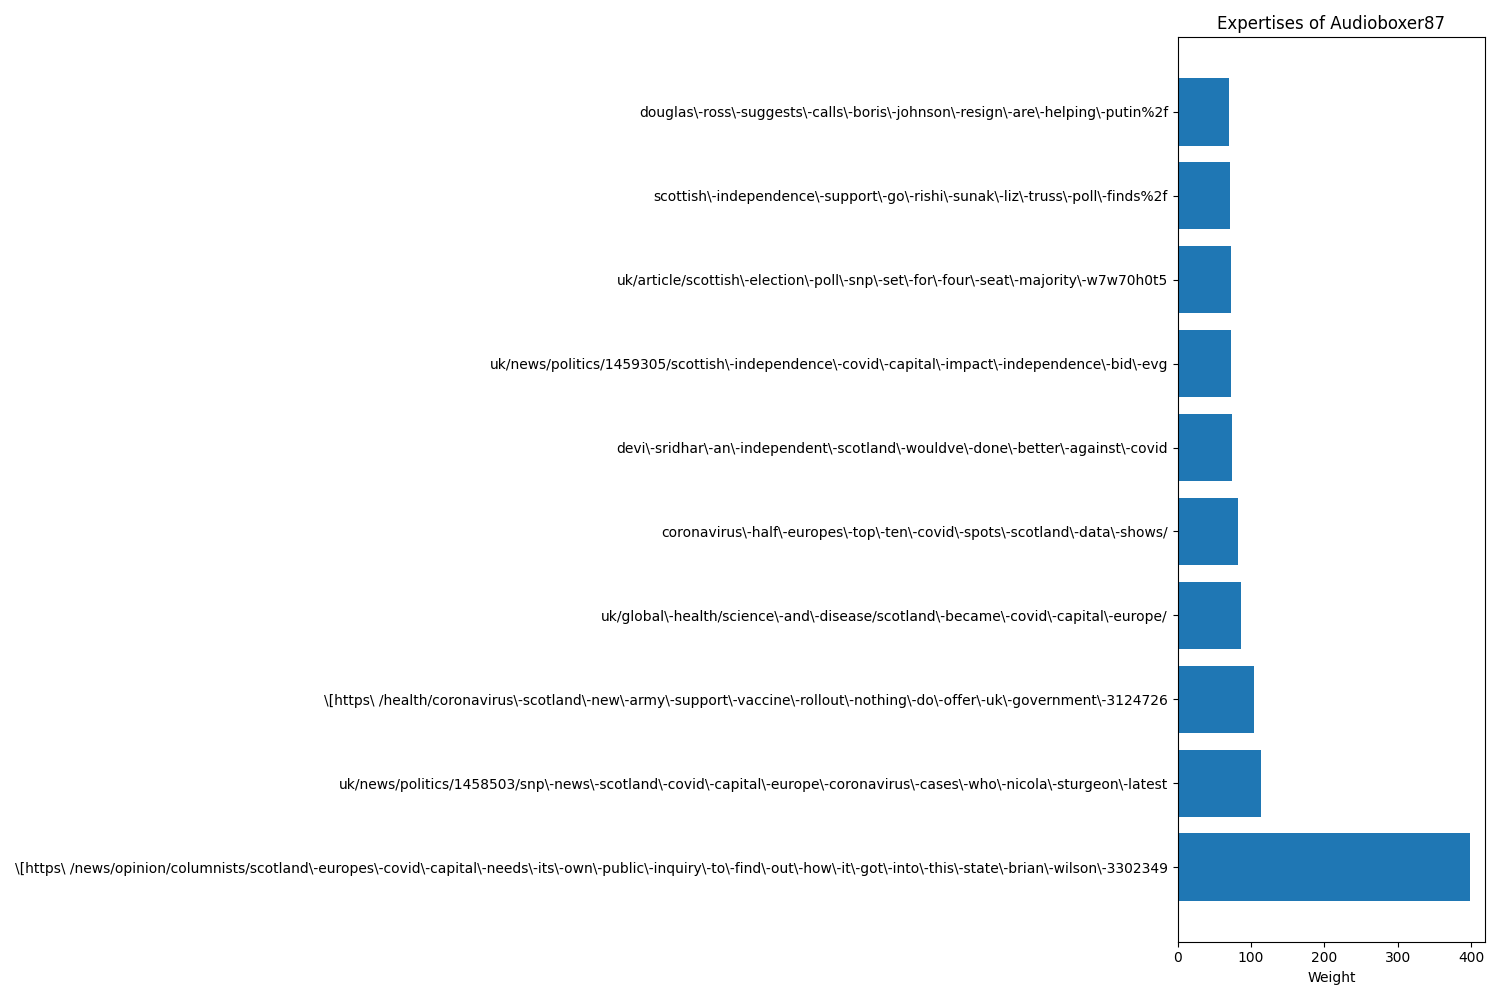 Expertises of Audioboxer87
douglas\-ross\-suggests\-calls\-boris\-johnson\-resign\-are\-helping\-putin%2f
scottish\-independence\-support\-go\-rishi\-sunak\-liz\-truss\-poll\-finds%2f
uk/article/scottish\-election\-poll\-snp\-set\-for\-four\-seat\-majority\-w7w70h0t5
uk/news/politics/1459305/scottish\-independence\-covid\-capital\-impact\-independence\-bid\-evg
devi\-sridhar\-an\-independent\-scotland\-wouldve\-done\-better\-against\-covid
coronavirus\-half\-europes\-top\-ten\-covid\-spots\-scotland\-data\-shows/
uk/global\-health/science\-and\-disease/scotland\-became\-covid\-capital\-europe/
\[https\ /health/coronavirus\-scotland\-new\-army\-support\-vaccine\-rollout\-nothing\-do\-offer\-uk\-government\-3124726
uk/news/politics/1458503/snp\-news\-scotland\-covid\-capital\-europe\-coronavirus\-cases\-who\-nicola\-sturgeon\-latest
\[https\ /news/opinion/columnists/scotland\-europes\-covid\-capital\-needs\-its\-own\-public\-inquiry\-to\-find\-out\-how\-it\-got\-into\-this\-state\-brian\-wilson\-3302349
0 100 200 300 400
Weight